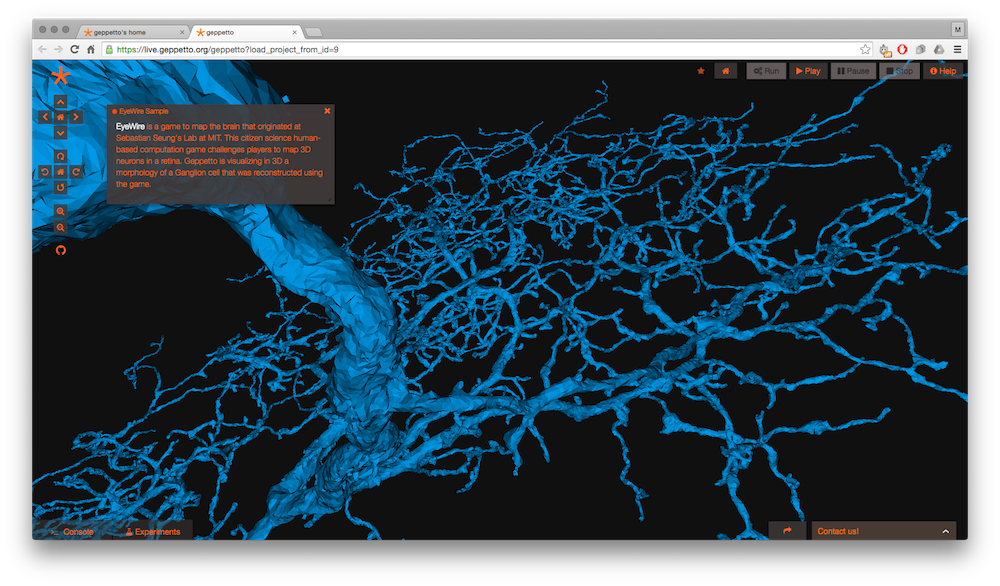 geppetto's home
geppetto
M
https://live.geppetto.org/geppetto?load_project_from_id=9
Run
Play
Pause
Stop
Help
EyeWire Sample
EyeWire is a game to map the brain that originated at
Sebastian Seung's Lab at MIT. This citizen science human-
based computation game challenges players to map 3D
neurons in a retina. Geppetto is visualizing in 3D a
morphology of a Ganglion cell that was reconstructed using
the game.
Console
Experiments
Contact us!